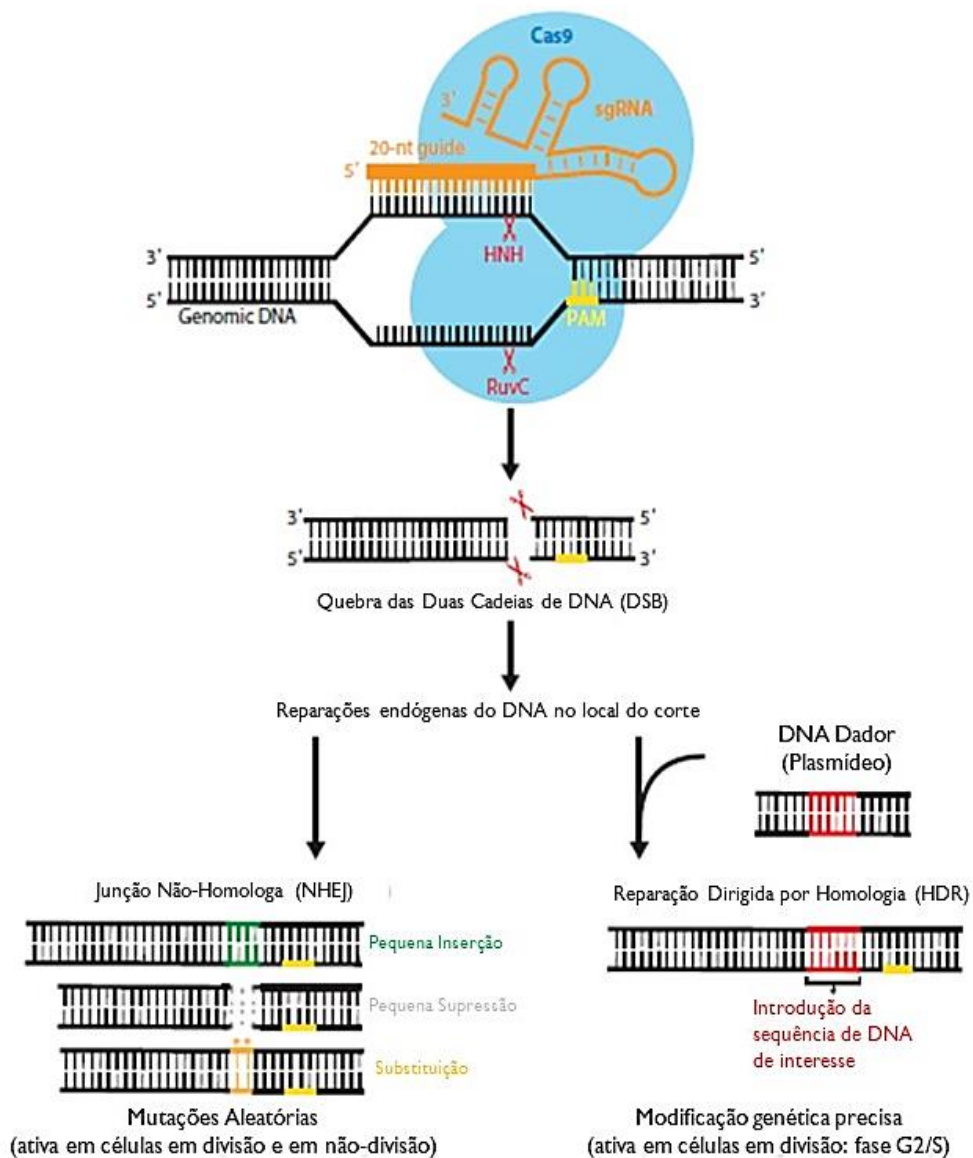 Cas9
3'
sgRNA
20-nt guide
5'
HNH
3'
5'
5'
3'
Genomic DNA
PAM
RuvC
3'
5'
5'
3'
Quebra das Duas Cadeias de DNA (DSB)
Reparações endógenas do DNA no local do corte
DNA Dador
(Plasmídeo)
Junção Não-Homologa (NHEJ)
Reparação Dirigida por Homologia (HDR)
Pequena Inserção
Pequena Supressão
Substituição
Introdução da
sequência de DNA
de interesse
Mutações Aleatórias
(ativa em células em divisão e em não-divisão)
Modificação genética precisa
(ativa em células em divisão: fase G2/S)